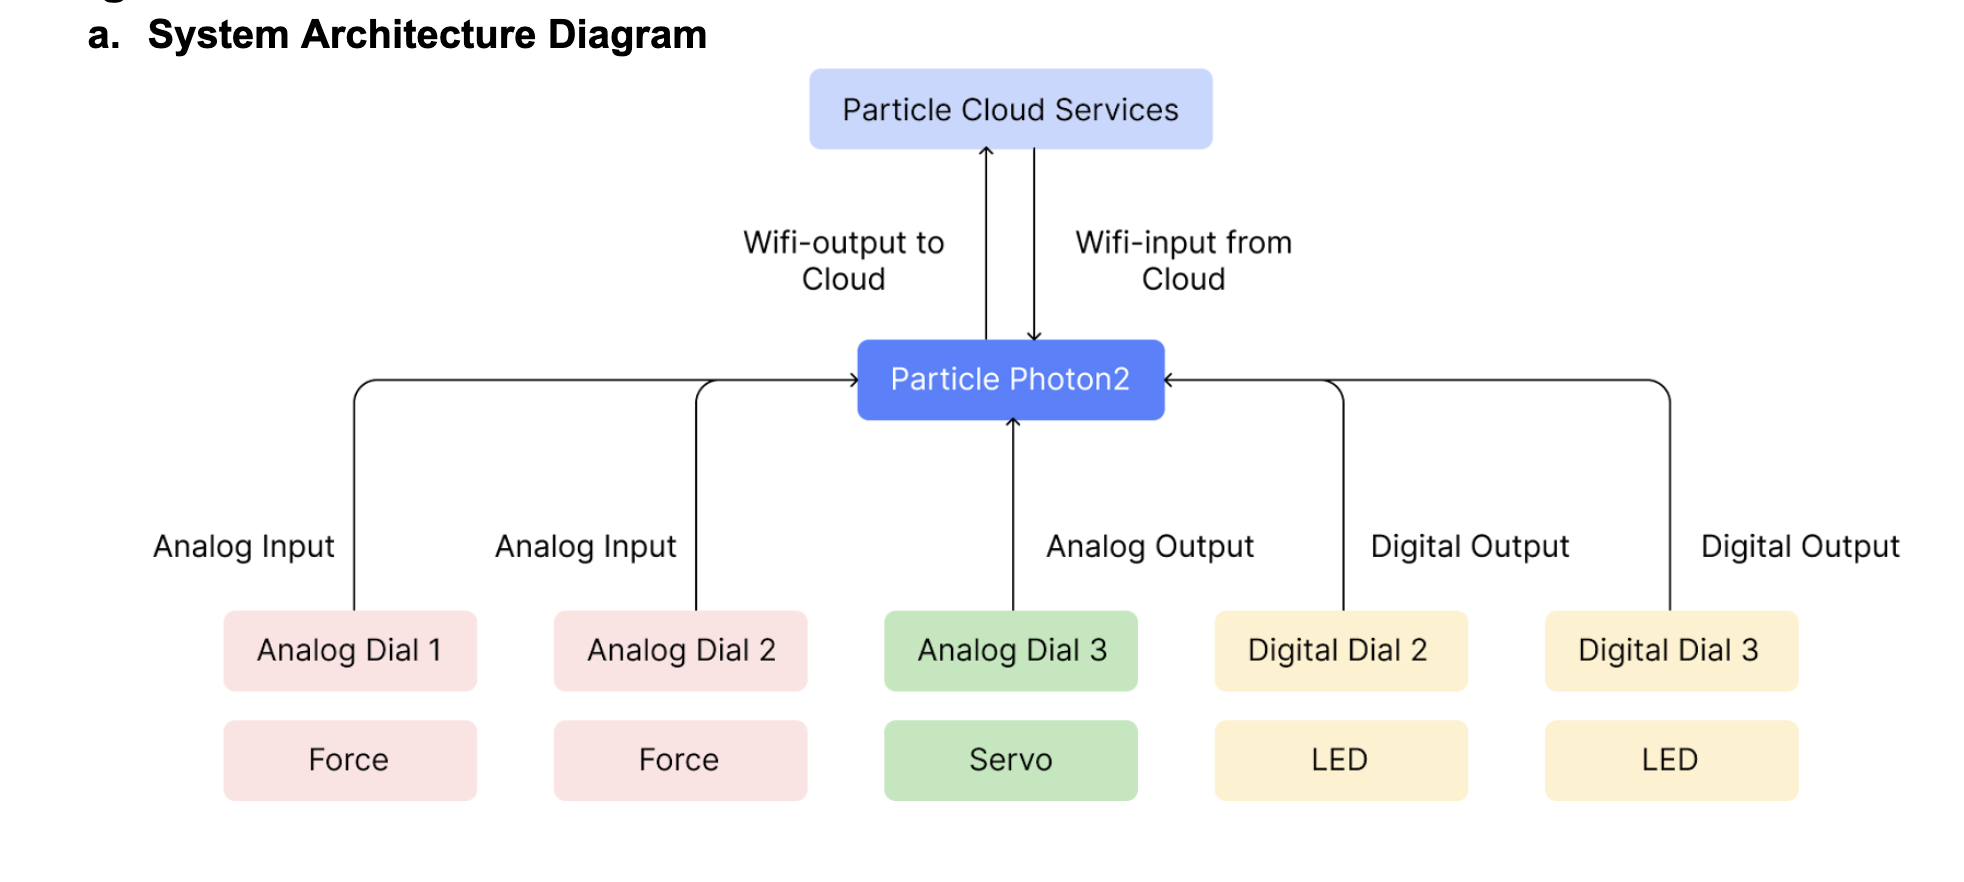 a. System Architecture Diagram
Particle Cloud Services
Wifi-output to
Cloud
Wifi-input from
Cloud
Particle Photon2
Analog Input
Analog Input
Analog Output
Digital Output
Digital Output
Analog Dial 1
Analog Dial 2
Analog Dial 3
Digital Dial 2
Digital Dial 3
Force
Force
Servo
LED
LED